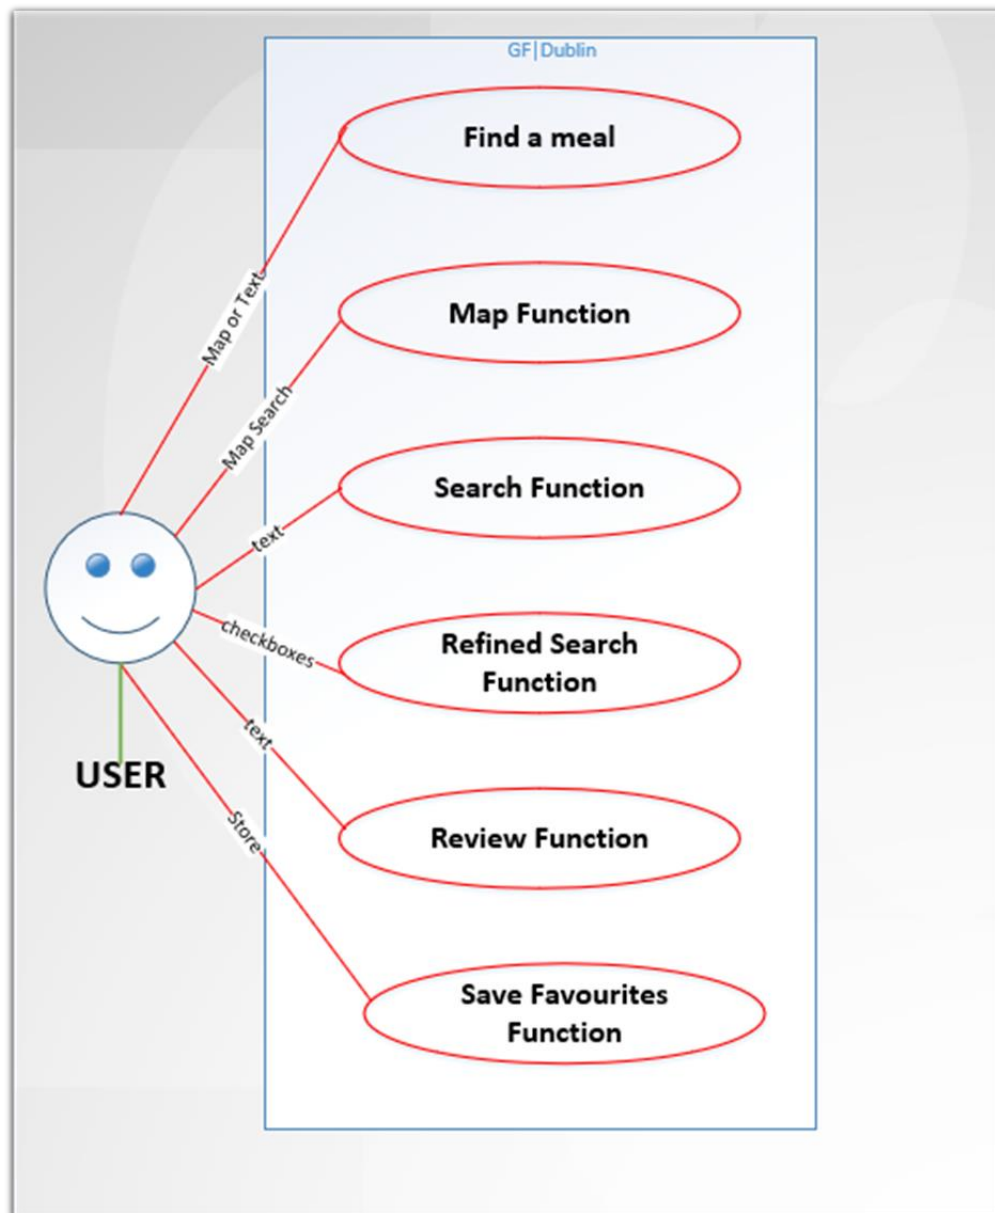 GF|Dublin
Find a meal
Map or Text
Map Function
Map Search
Search Function
text
checkboxes
Refined Search
Function
text
USER
Review Function
Store
Save Favourites
Function